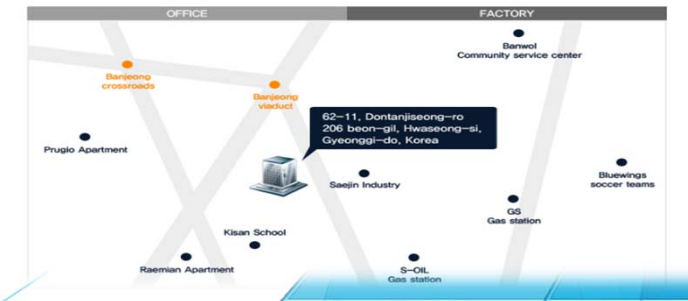 OFFICE
FACTORY
Banwol
Community service center
Banjeong
crossroads
Banjeong
viaduct
62-11, Dontanjiseong-ro
206 beon-gil, Hwaseong-si,
Gyeonggi-do, Korea
Prugio Apartment
Saejin Industry
Bluewings
soccer teams
GS
Gas station
Kisan School
Raemian Apartment
S-OIL
Gas station